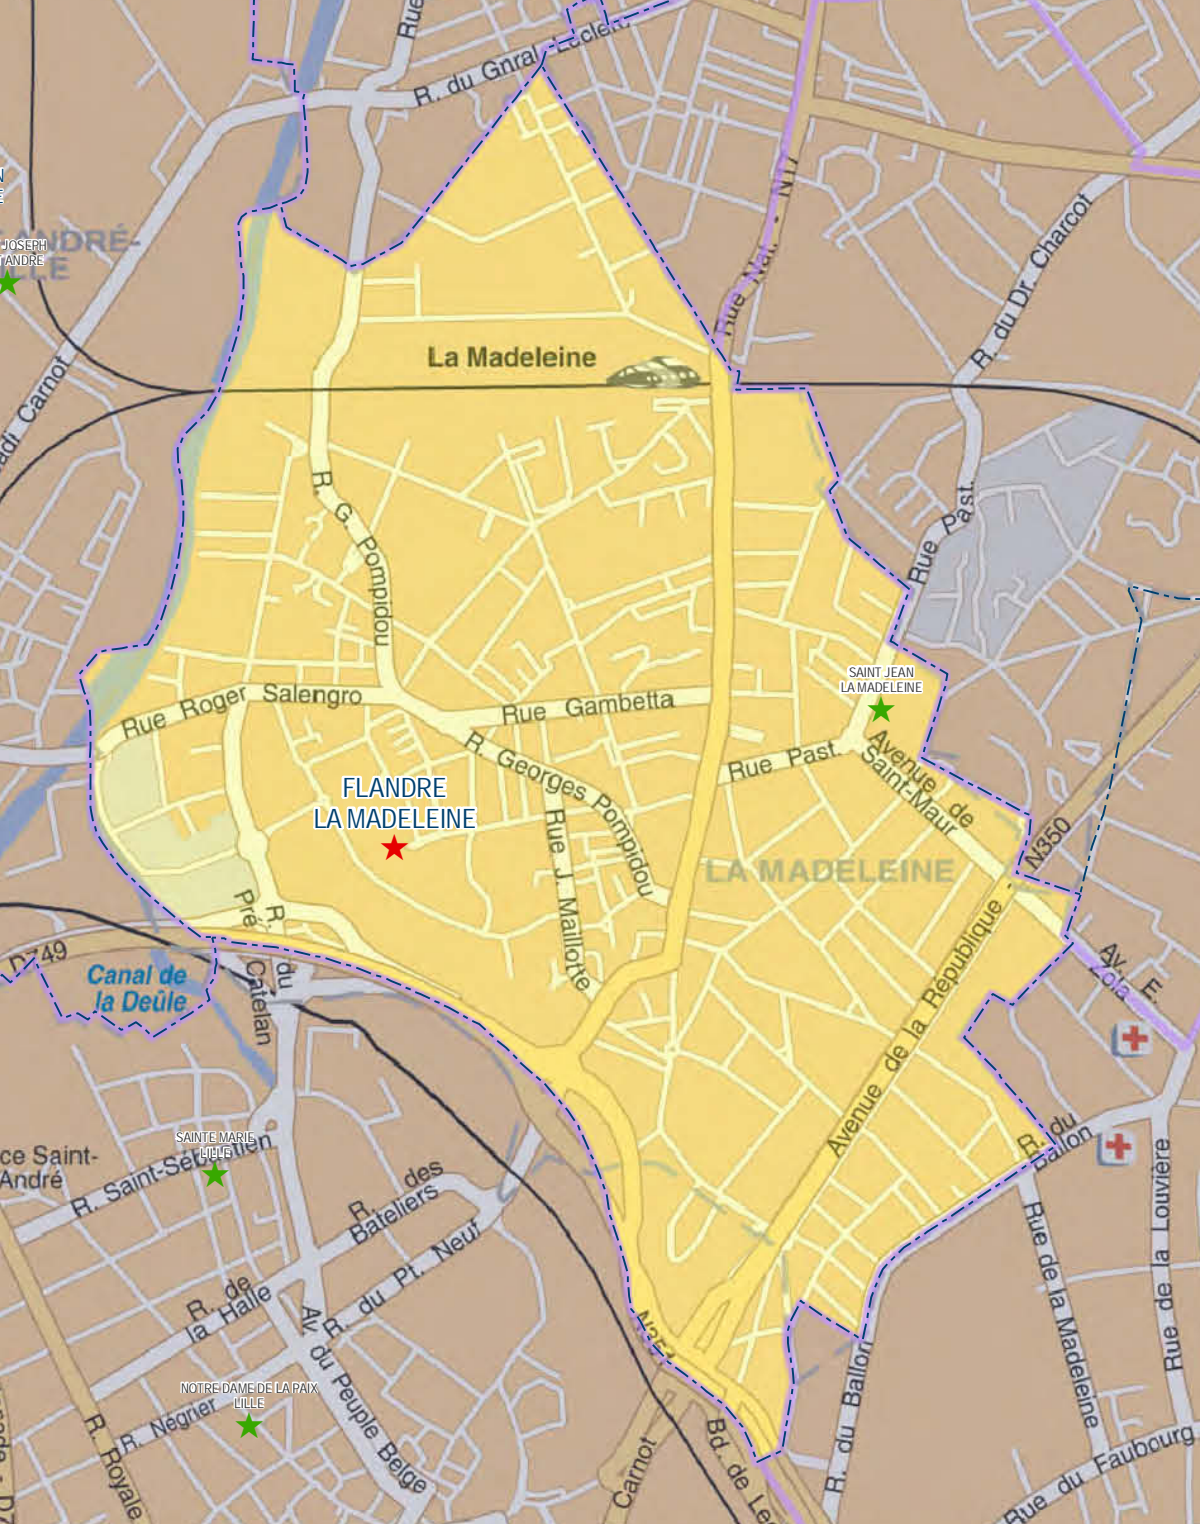 Rue
R. du Gnral Leclerc
Rue Nat. - N17
R. du Dr. Charcot
ANDRÉ-
JOSEPH
ANDRE
La Madeleine
Carnot
R. G. Pompidou
Rue Past.
SAINT JEAN
LA MADELEINE
Rue Roger Salengro
Rue Gambetta
R. Georges Pompidou
Rue Past.
Avenue de
Saint-Maur
FLANDRE
LA MADELEINE
Rue J. Maillotte
LA MADELEINE
N350
R. du
Pré
Catelan
D749
Canal de
la Deûle
Avenue de la République
Av. E.
Zola
SAINTE MARIE
LILLE
ce Saint-
André
R. Saint-Sébastien
R. des
Bateliers
R. du Pt. Neuf
R. de
la Halle
R. du
Ballon
Rue de la Madeleine
Rue de la Louvière
NOTRE DAME DE LA PAIX
LILLE
R. Négrier
R. Royale
Av. du Peuple Belge
Carnot
Bd. de Lee
R. du Ballon
Rue du Faubourg